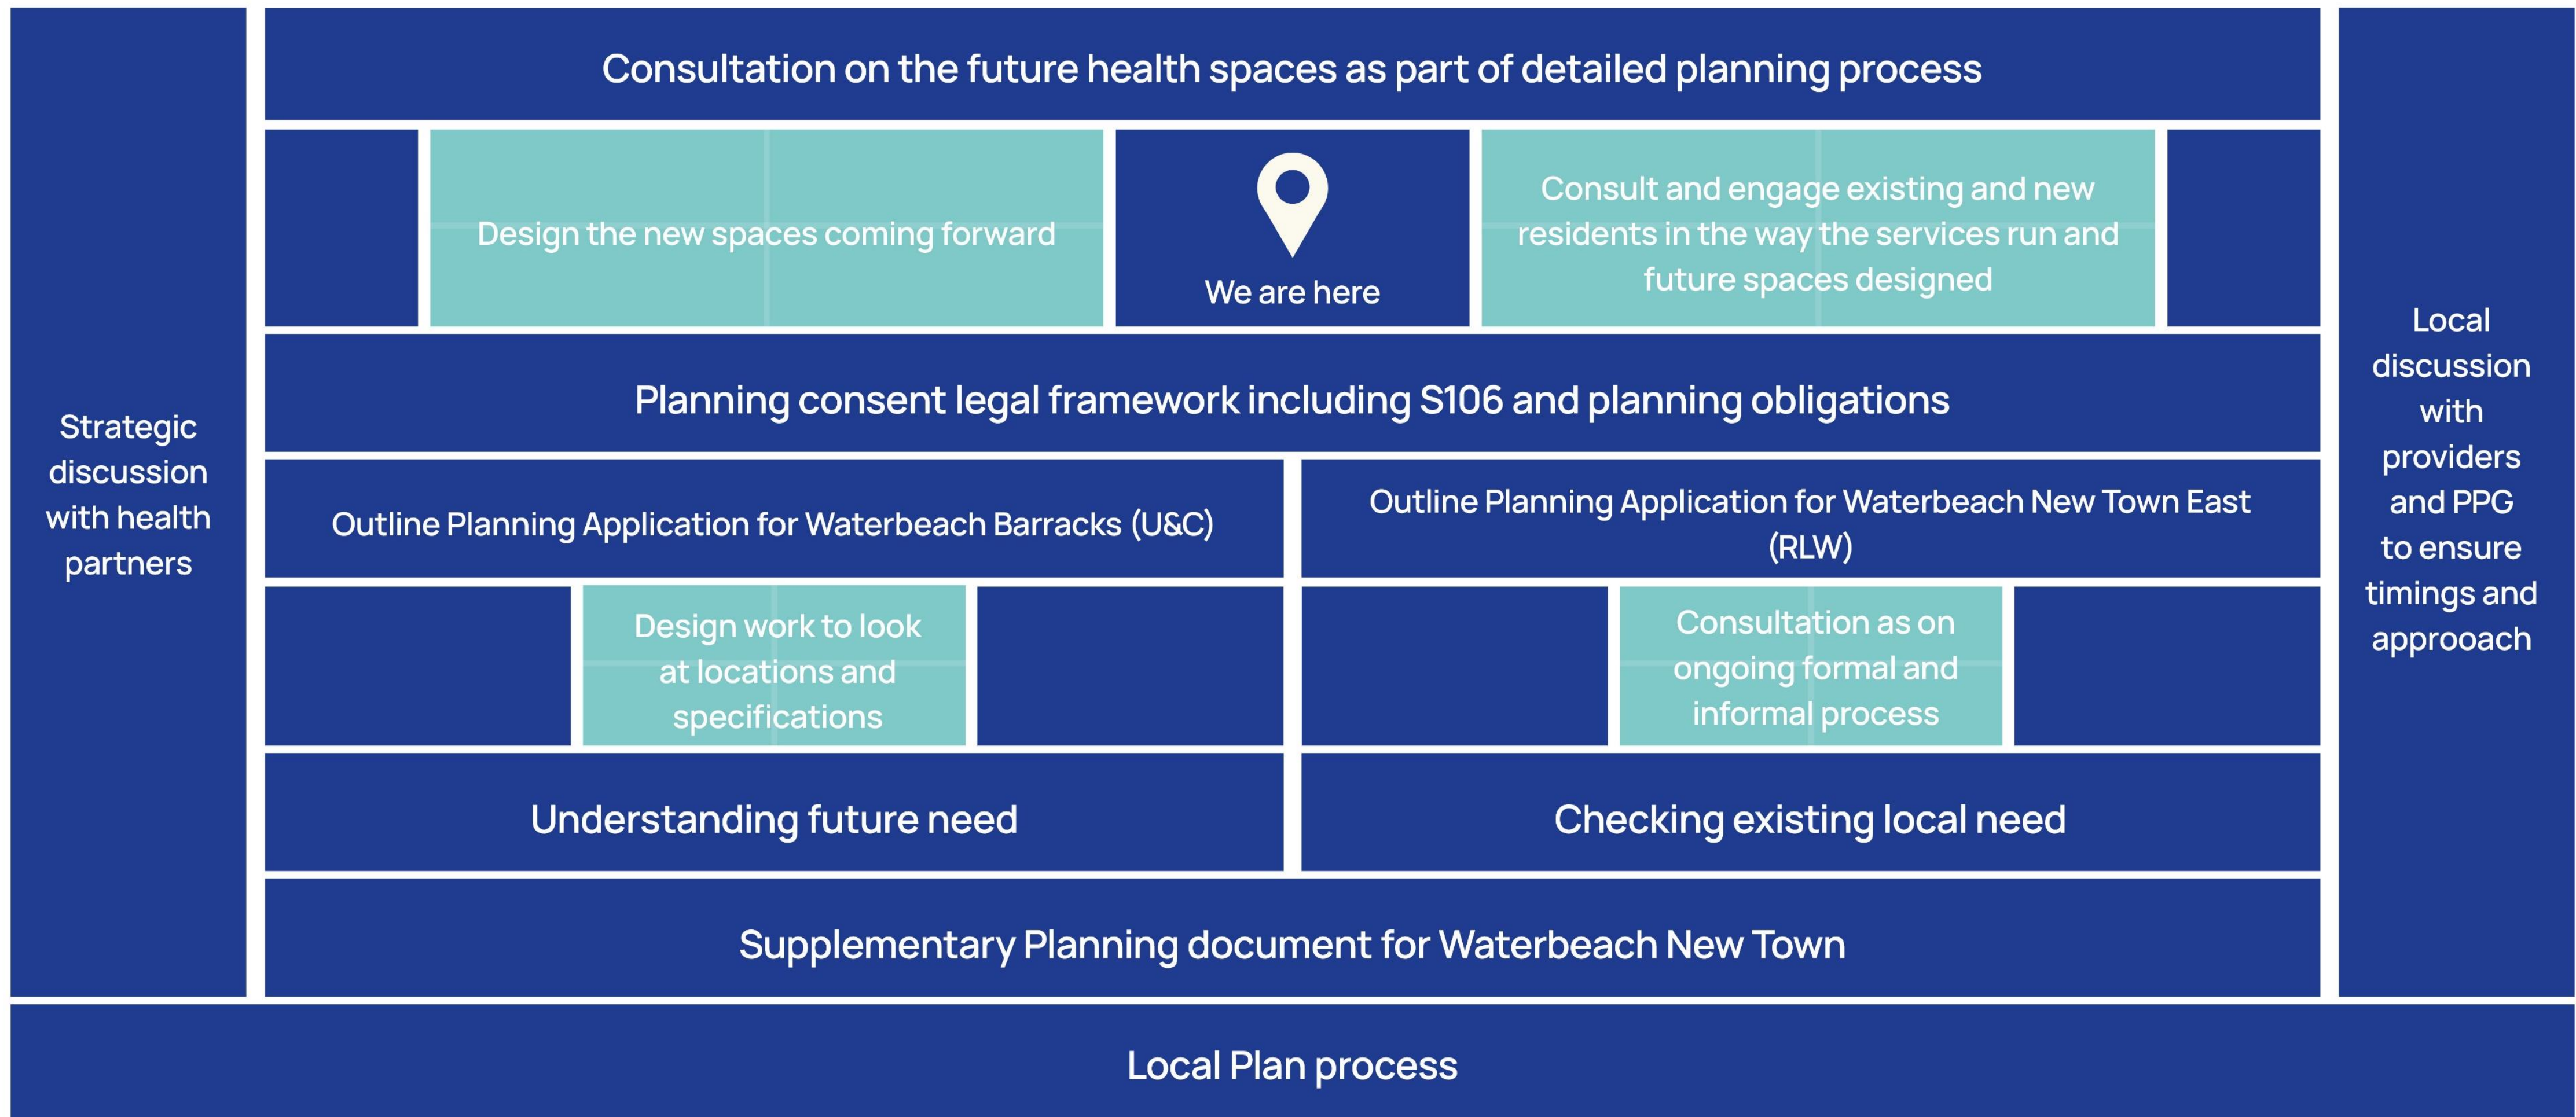 Consultation on the future health spaces as part of detailed planning process
Design the new spaces coming forward
We are here
Consult and engage existing and new
residents in the way the services run and
future spaces designed
Planning consent legal framework including S106 and planning obligations
Strategic
discussion
with health
partners
Outline Planning Application for Waterbeach Barracks (U&C)
Outline Planning Application for Waterbeach New Town East
(RLW)
Local
discussion
with
providers
and PPG
to ensure
timings and
approoach
Design work to look
at locations and
specifications
Consultation as on
ongoing formal and
informal process
Understanding future need
Checking existing local need
Supplementary Planning document for Waterbeach New Town
Local Plan process